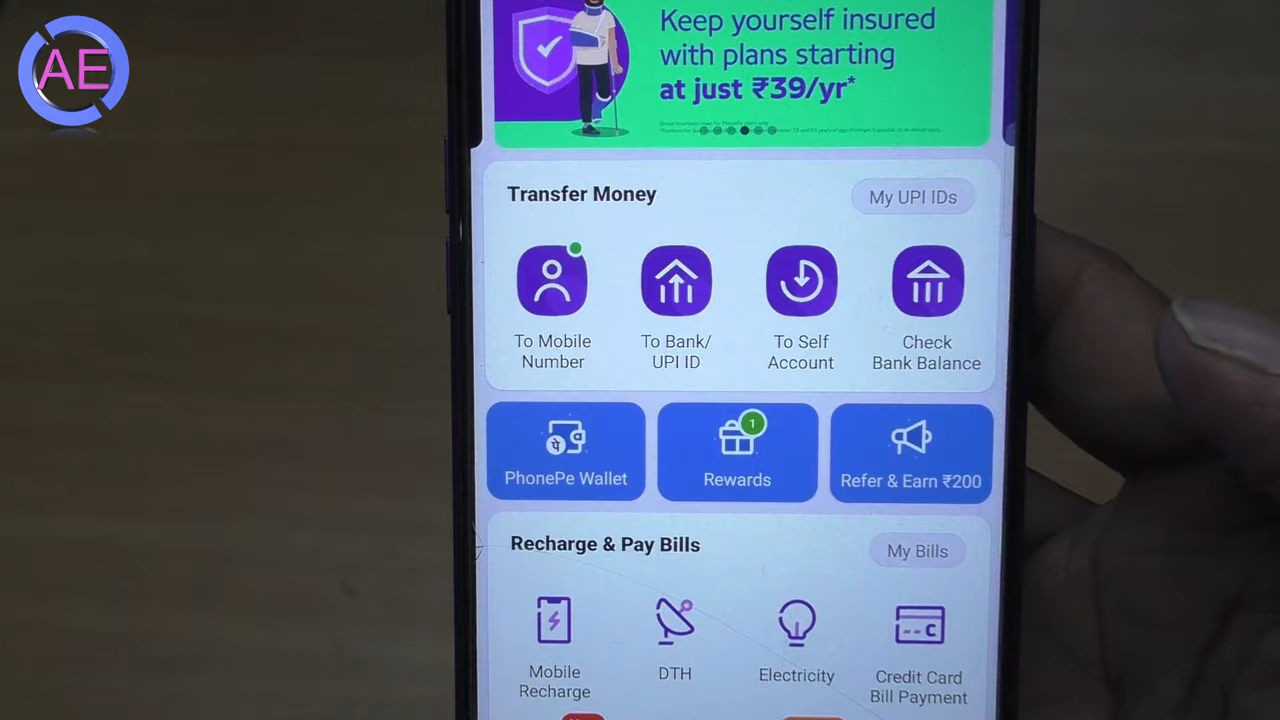 AE
Keep yourself insured
with plans starting
at just ₹39/yr*
Transfer Money
My UPI IDs
To Mobile
Number
To Bank/
UPI ID
To Self
Account
Check
Bank Balance
पे
PhonePe Wallet
1
Rewards
Refer & Earn ₹200
Recharge & Pay Bills
My Bills
Mobile
Recharge
DTH
Electricity
C
Credit Card
Bill Payment